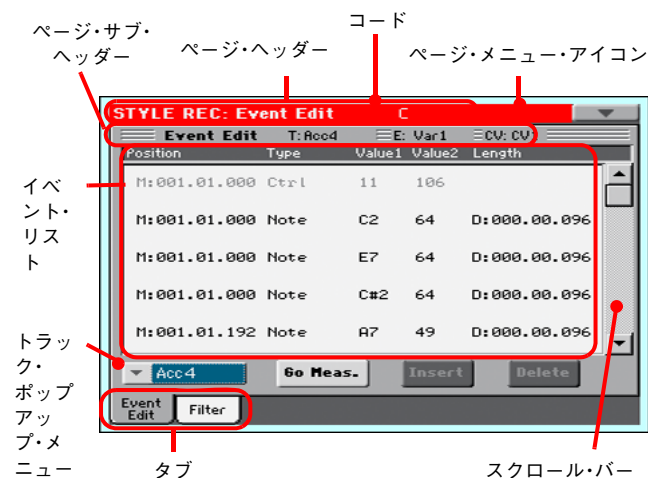 ページ・サブ・
ヘッダー
ページ・ヘッダー
コード
ページ・メニュー・アイコン
STYLE REC: Event Edit C
Event Edit T:Acc4 E: Var1 CV: CV1
Position Type Value1 Value2 Length
M:001.01.000 Ctrl 11 106
M:001.01.000 Note C2 64 D:000.00.096
M:001.01.000 Note E7 64 D:000.00.096
M:001.01.000 Note C#2 64 D:000.00.096
M:001.01.192 Note A7 49 D:000.00.096
イベ
ント・
リス
ト
トラッ
ク・
ポップ
アッ
プ・メ
ニュー
Acc4 Go Meas. Insert Delete
Event
Edit
Filter
タブ
スクロール・バー